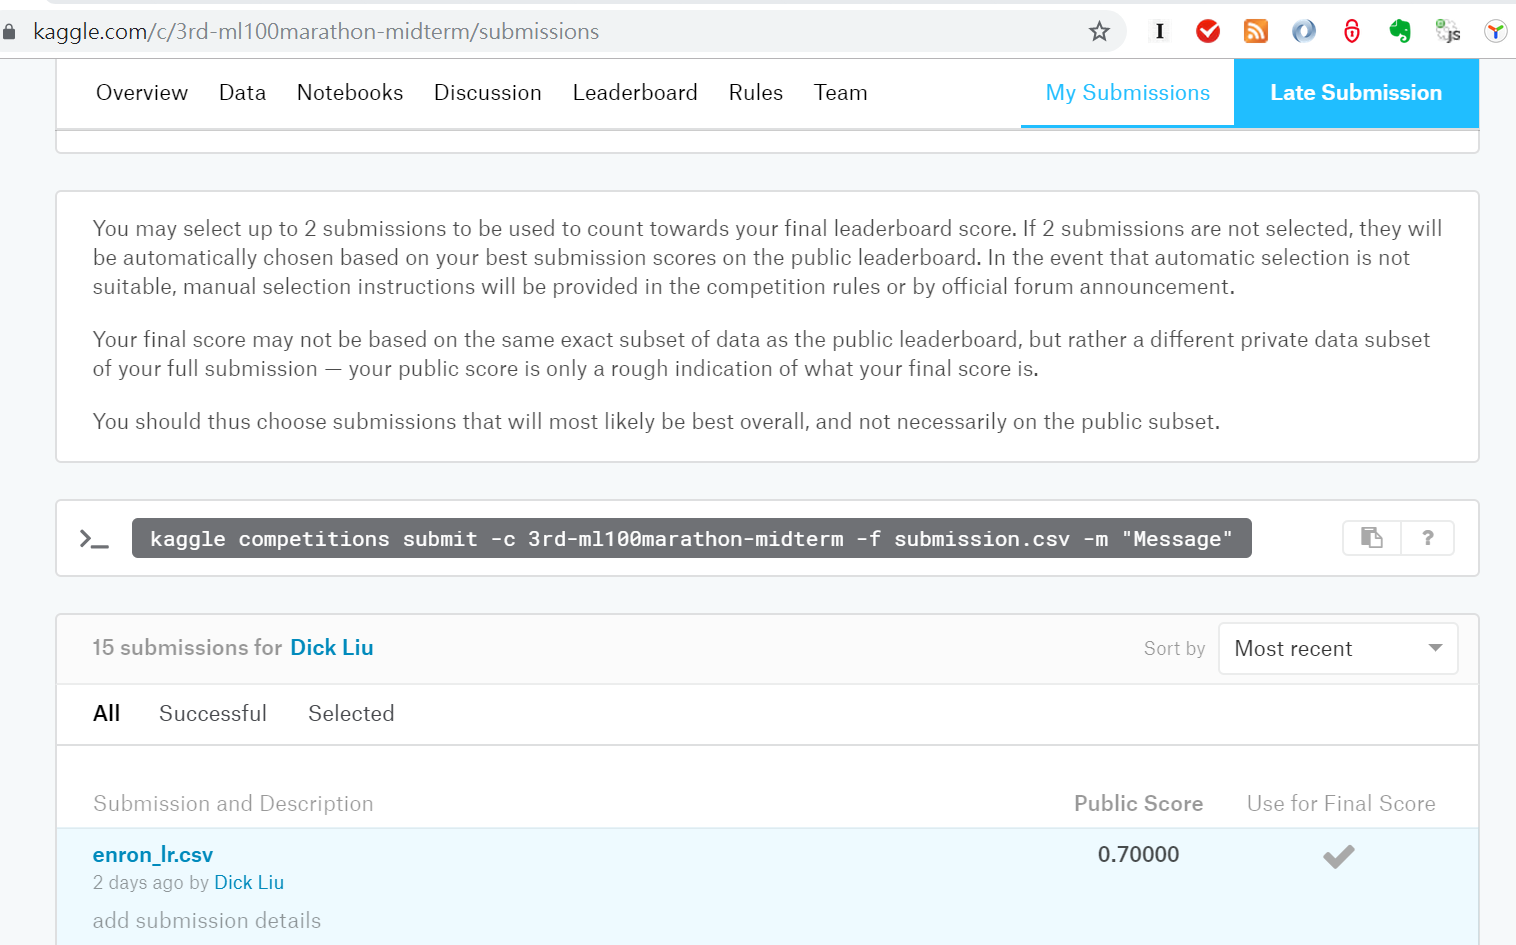 kaggle.com/c/3rd-ml100marathon-midterm/submissions
I
js
Overview Data Notebooks Discussion Leaderboard Rules Team My Submissions Late Submission
You may select up to 2 submissions to be used to count towards your final leaderboard score. If 2 submissions are not selected, they will
be automatically chosen based on your best submission scores on the public leaderboard. In the event that automatic selection is not
suitable, manual selection instructions will be provided in the competition rules or by official forum announcement.
Your final score may not be based on the same exact subset of data as the public leaderboard, but rather a different private data subset
of your full submission — your public score is only a rough indication of what your final score is.
You should thus choose submissions that will most likely be best overall, and not necessarily on the public subset.
>_ kaggle competitions submit -c 3rd-ml100marathon-midterm -f submission.csv -m "Message" ?
15 submissions for Dick Liu Sort by Most recent
All Successful Selected
Submission and Description Public Score Use for Final Score
enron_lr.csv 0.70000
2 days ago by Dick Liu
add submission details